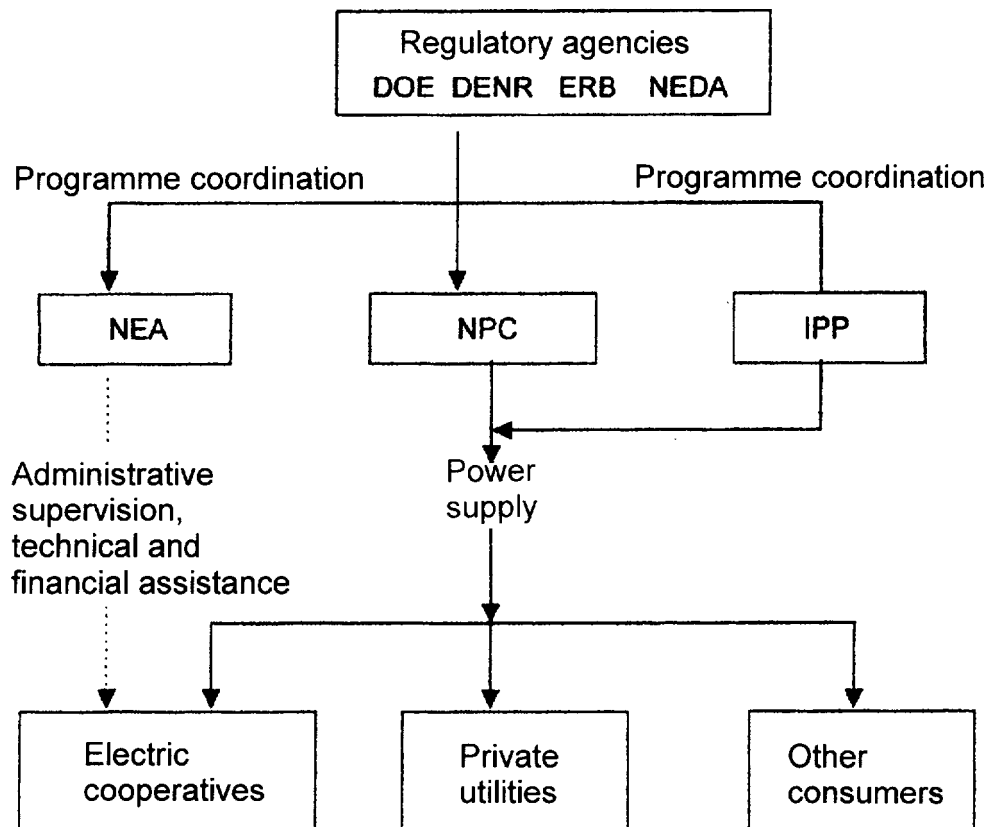 Regulatory agencies
DOE DENR ERB NEDA
Programme coordination
Programme coordination
NEA
NPC
IPP
Administrative
supervision,
technical and
financial assistance
Power
supply
Electric
cooperatives
Private
utilities
Other
consumers